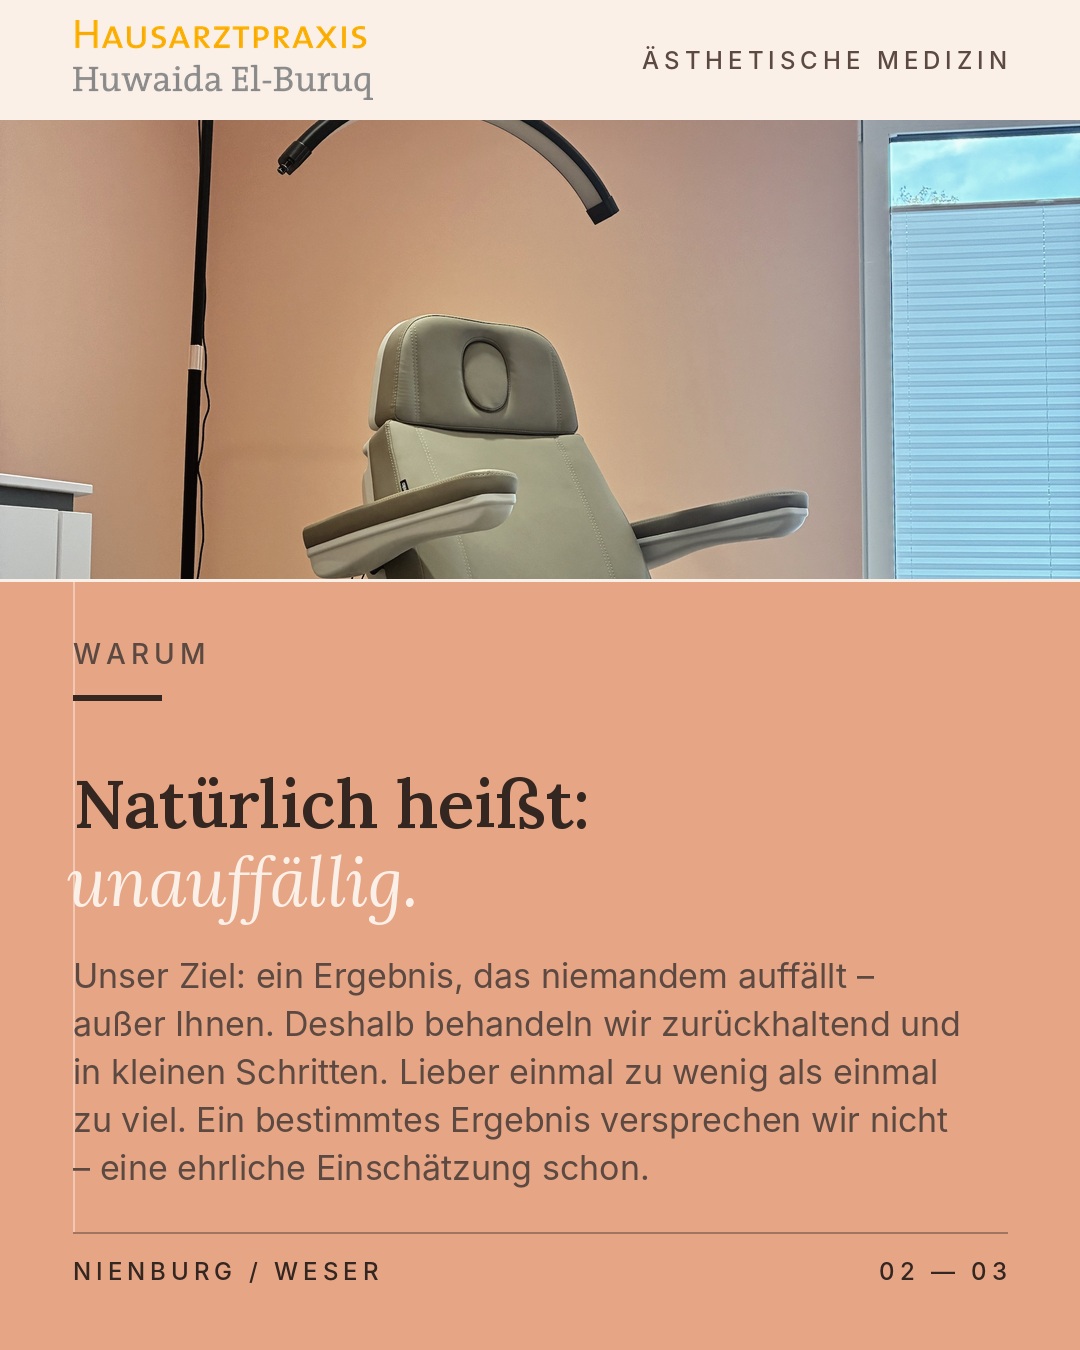 HAUSARZTPRAXIS
Huwaida El-Buruq
ÄSTHETISCHE MEDIZIN
WARUM
Natürlich heißt:
unauffällig.
Unser Ziel: ein Ergebnis, das niemandem auffällt –
außer Ihnen. Deshalb behandeln wir zurückhaltend und
in kleinen Schritten. Lieber einmal zu wenig als einmal
zu viel. Ein bestimmtes Ergebnis versprechen wir nicht
– eine ehrliche Einschätzung schon.
NIENBURG / WESER
02 — 03